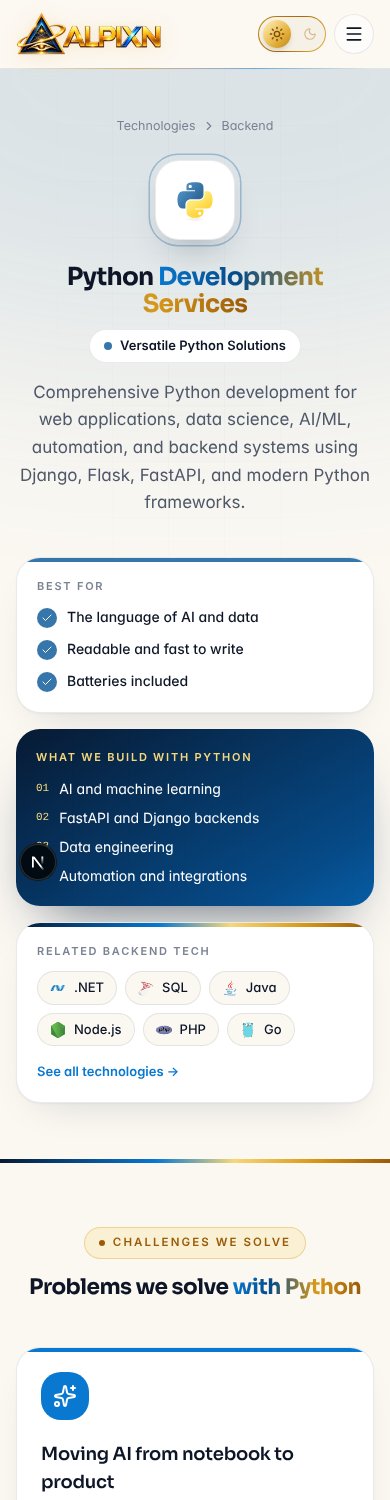 ALPIXN
Technologies > Backend
Python Development
Services
Versatile Python Solutions
Comprehensive Python development for
web applications, data science, AI/ML,
automation, and backend systems using
Django, Flask, FastAPI, and modern Python
frameworks.
BEST FOR
The language of AI and data
Readable and fast to write
Batteries included
WHAT WE BUILD WITH PYTHON
01 AI and machine learning
02 FastAPI and Django backends
Data engineering
N
Automation and integrations
RELATED BACKEND TECH
.NET SQL Java
Node.js php PHP Go
See all technologies →
CHALLENGES WE SOLVE
Problems we solve with Python
Moving AI from notebook to
product